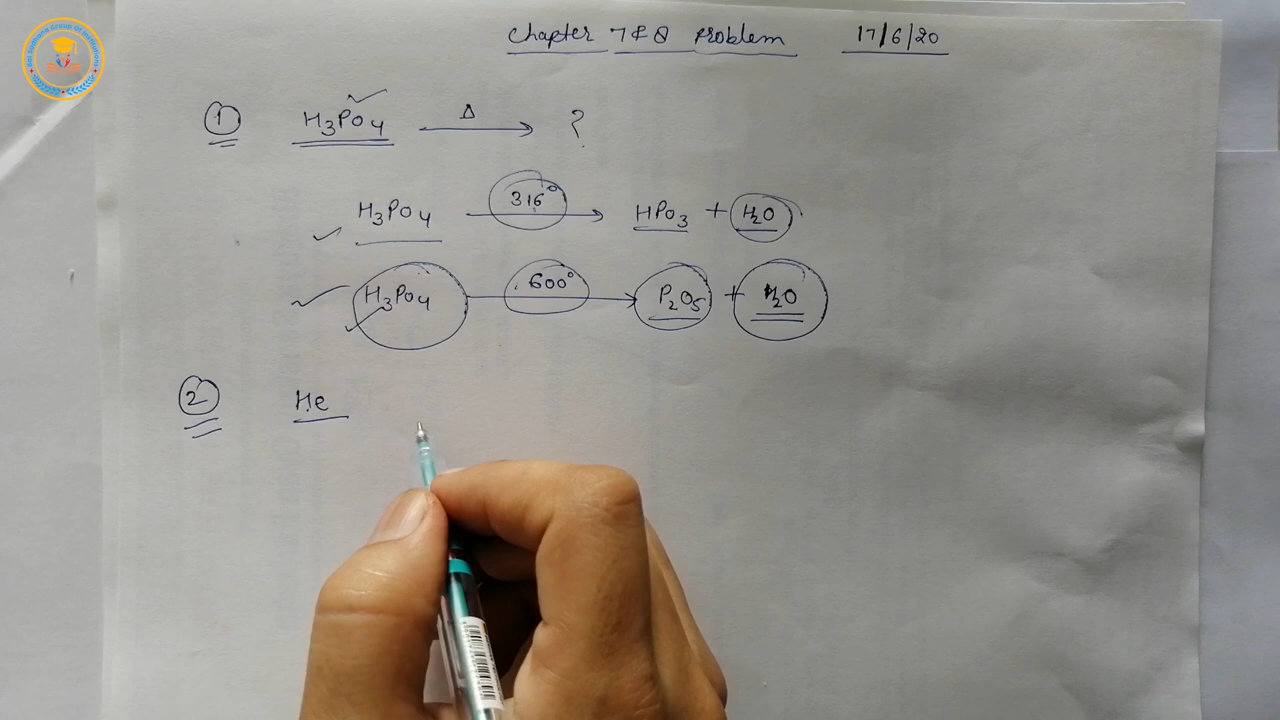 Chapter 7 & 8 Problem 17/6/20
1 H3PO4 Δ → ?
H3PO4 316° → HPO3 + H2O
H3PO4 600° → P2O5 + H2O
2 He